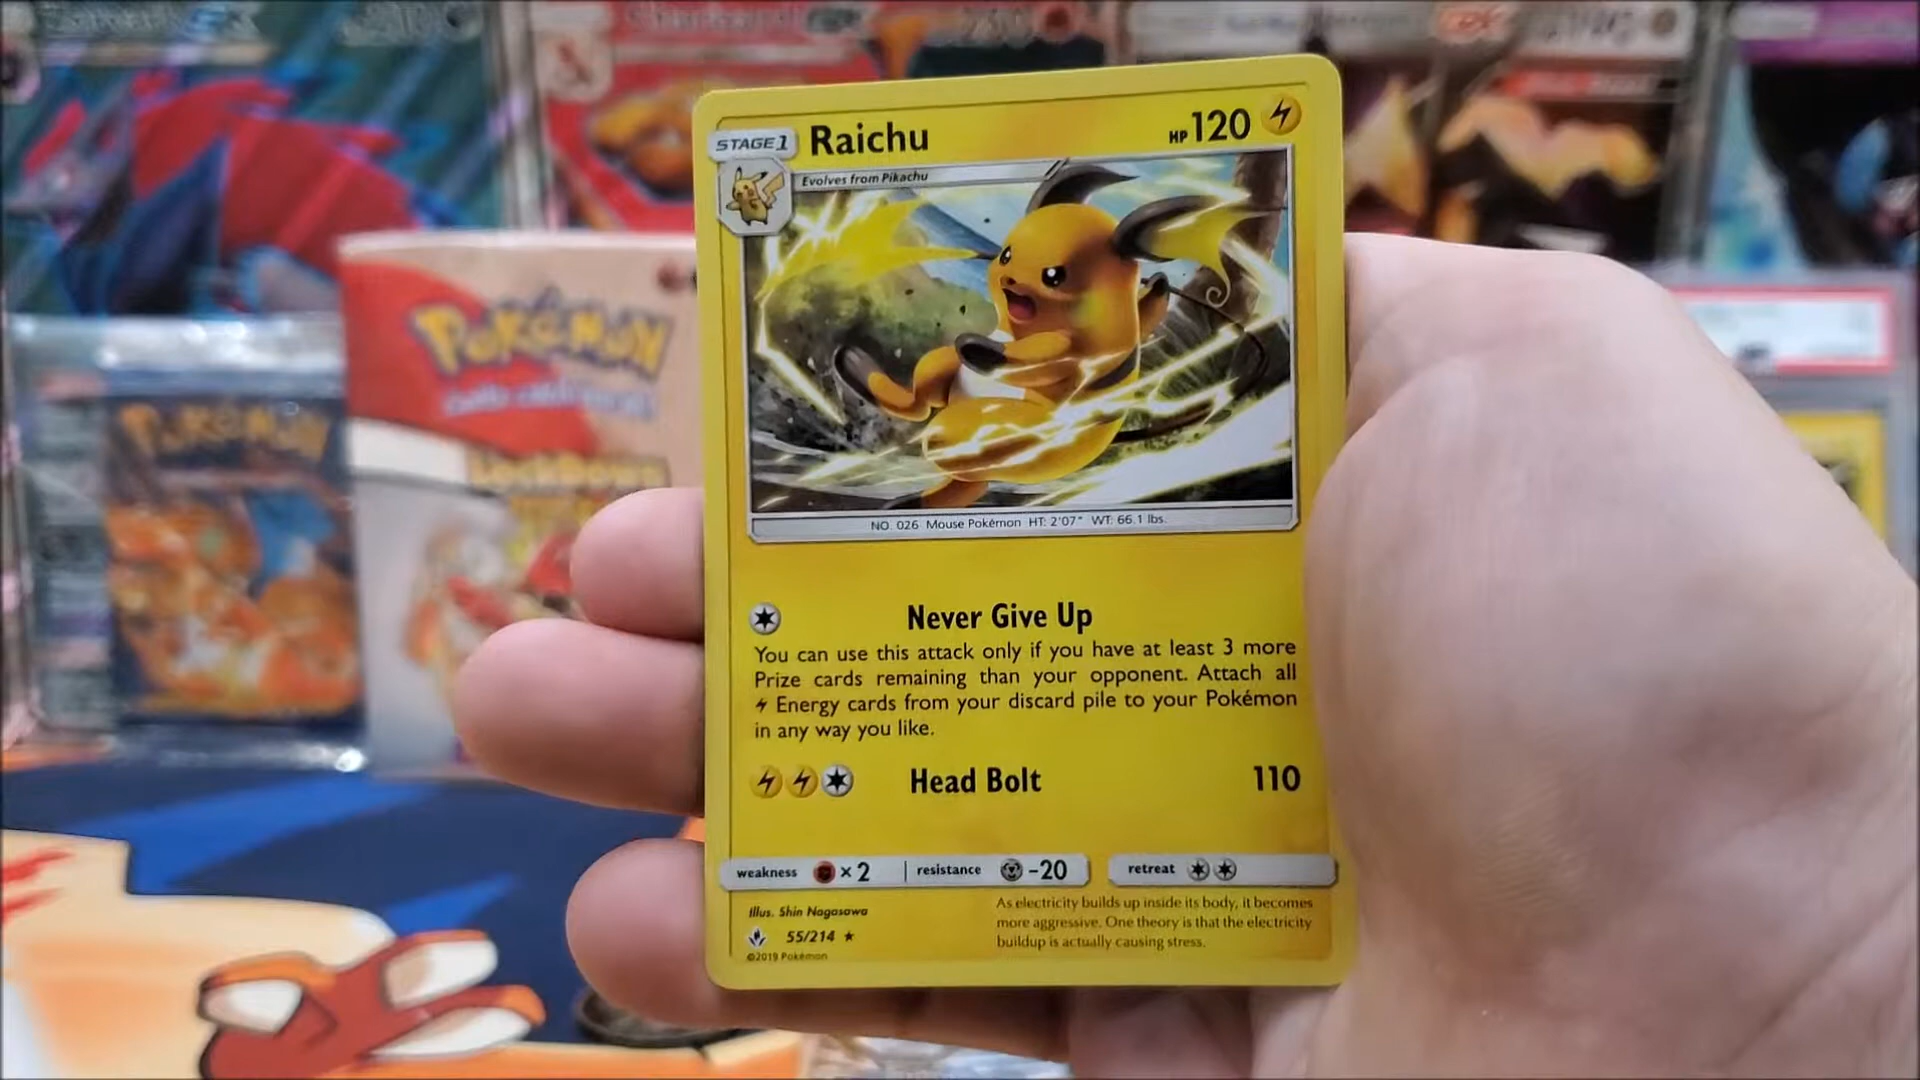 STAGE1 Raichu HP 120
Evolves from Pikachu
NO. 026 Mouse Pokémon HT: 2'07" WT: 66.1 lbs.
Never Give Up
You can use this attack only if you have at least 3 more
Prize cards remaining than your opponent. Attach all
Energy cards from your discard pile to your Pokémon
in any way you like.
Head Bolt 110
weakness ×2 resistance -20 retreat
Illus. Shin Nagasawa
55/214 ★
©2019 Pokémon
As electricity builds up inside its body, it becomes
more aggressive. One theory is that the electricity
buildup is actually causing stress.
POKÉMON
POKÉMON